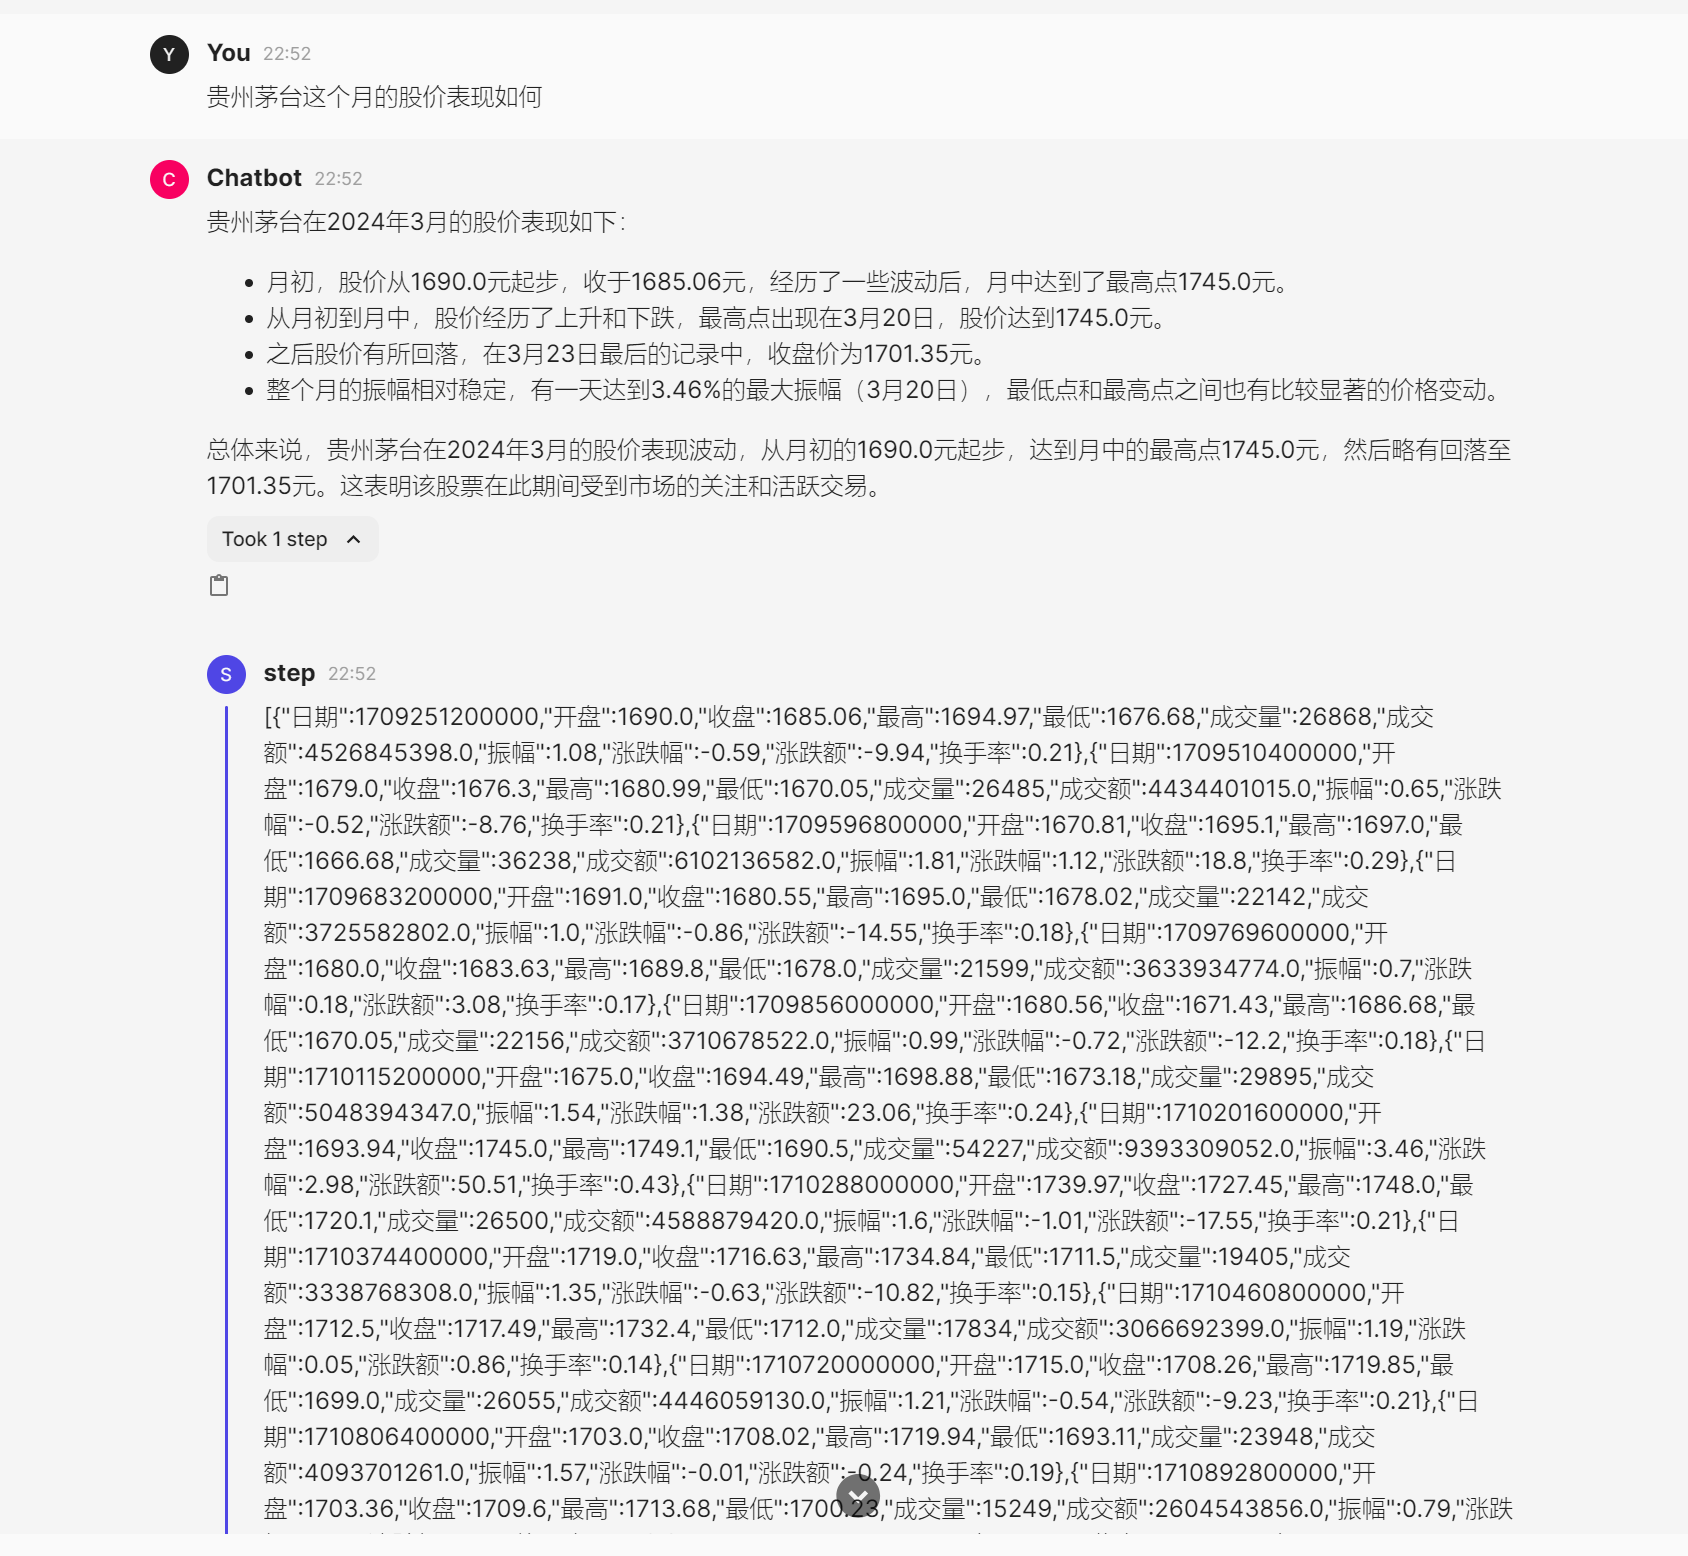 Y
You 22:52
贵州茅台这个月的股价表现如何
C
Chatbot 22:52
贵州茅台在2024年3月的股价表现如下：
• 月初，股价从1690.0元起步，收于1685.06元，经历了一些波动后，月中达到了最高点1745.0元。
• 从月初到月中，股价经历了上升和下跌，最高点出现在3月20日，股价达到1745.0元。
• 之后股价有所回落，在3月23日最后的记录中，收盘价为1701.35元。
• 整个月的振幅相对稳定，有一天达到3.46%的最大振幅（3月20日），最低点和最高点之间也有比较显著的价格变动。
总体来说，贵州茅台在2024年3月的股价表现波动，从月初的1690.0元起步，达到月中的最高点1745.0元，然后略有回落至
1701.35元。这表明该股票在此期间受到市场的关注和活跃交易。
Took 1 step
S
step 22:52
[{"日期":1709251200000,"开盘":1690.0,"收盘":1685.06,"最高":1694.97,"最低":1676.68,"成交量":26868,"成交
额":4526845398.0,"振幅":1.08,"涨跌幅":-0.59,"涨跌额":-9.94,"换手率":0.21},{"日期":1709510400000,"开
盘":1679.0,"收盘":1676.3,"最高":1680.99,"最低":1670.05,"成交量":26485,"成交额":4434401015.0,"振幅":0.65,"涨跌
幅":-0.52,"涨跌额":-8.76,"换手率":0.21},{"日期":1709596800000,"开盘":1670.81,"收盘":1695.1,"最高":1697.0,"最
低":1666.68,"成交量":36238,"成交额":6102136582.0,"振幅":1.81,"涨跌幅":1.12,"涨跌额":18.8,"换手率":0.29},{"日
期":1709683200000,"开盘":1691.0,"收盘":1680.55,"最高":1695.0,"最低":1678.02,"成交量":22142,"成交
额":3725582802.0,"振幅":1.0,"涨跌幅":-0.86,"涨跌额":-14.55,"换手率":0.18},{"日期":1709769600000,"开
盘":1680.0,"收盘":1683.63,"最高":1689.8,"最低":1678.0,"成交量":21599,"成交额":3633934774.0,"振幅":0.7,"涨跌
幅":0.18,"涨跌额":3.08,"换手率":0.17},{"日期":1709856000000,"开盘":1680.56,"收盘":1671.43,"最高":1686.68,"最
低":1670.05,"成交量":22156,"成交额":3710678522.0,"振幅":0.99,"涨跌幅":-0.72,"涨跌额":-12.2,"换手率":0.18},{"日
期":1710115200000,"开盘":1675.0,"收盘":1694.49,"最高":1698.88,"最低":1673.18,"成交量":29895,"成交
额":5048394347.0,"振幅":1.54,"涨跌幅":1.38,"涨跌额":23.06,"换手率":0.24},{"日期":1710201600000,"开
盘":1693.94,"收盘":1745.0,"最高":1749.1,"最低":1690.5,"成交量":54227,"成交额":9393309052.0,"振幅":3.46,"涨跌
幅":2.98,"涨跌额":50.51,"换手率":0.43},{"日期":1710288000000,"开盘":1739.97,"收盘":1727.45,"最高":1748.0,"最
低":1720.1,"成交量":26500,"成交额":4588879420.0,"振幅":1.6,"涨跌幅":-1.01,"涨跌额":-17.55,"换手率":0.21},{"日
期":1710374400000,"开盘":1719.0,"收盘":1716.63,"最高":1734.84,"最低":1711.5,"成交量":19405,"成交
额":3338768308.0,"振幅":1.35,"涨跌幅":-0.63,"涨跌额":-10.82,"换手率":0.15},{"日期":1710460800000,"开
盘":1712.5,"收盘":1717.49,"最高":1732.4,"最低":1712.0,"成交量":17834,"成交额":3066692399.0,"振幅":1.19,"涨跌
幅":0.05,"涨跌额":0.86,"换手率":0.14},{"日期":1710720000000,"开盘":1715.0,"收盘":1708.26,"最高":1719.85,"最
低":1699.0,"成交量":26055,"成交额":4446059130.0,"振幅":1.21,"涨跌幅":-0.54,"涨跌额":-9.23,"换手率":0.21},{"日
期":1710806400000,"开盘":1703.0,"收盘":1708.02,"最高":1719.94,"最低":1693.11,"成交量":23948,"成交
额":4093701261.0,"振幅":1.57,"涨跌幅":-0.01,"涨跌额":-0.24,"换手率":0.19},{"日期":1710892800000,"开
盘":1703.36,"收盘":1709.6,"最高":1713.68,"最低":1700.23,"成交量":15249,"成交额":2604543856.0,"振幅":0.79,"涨跌